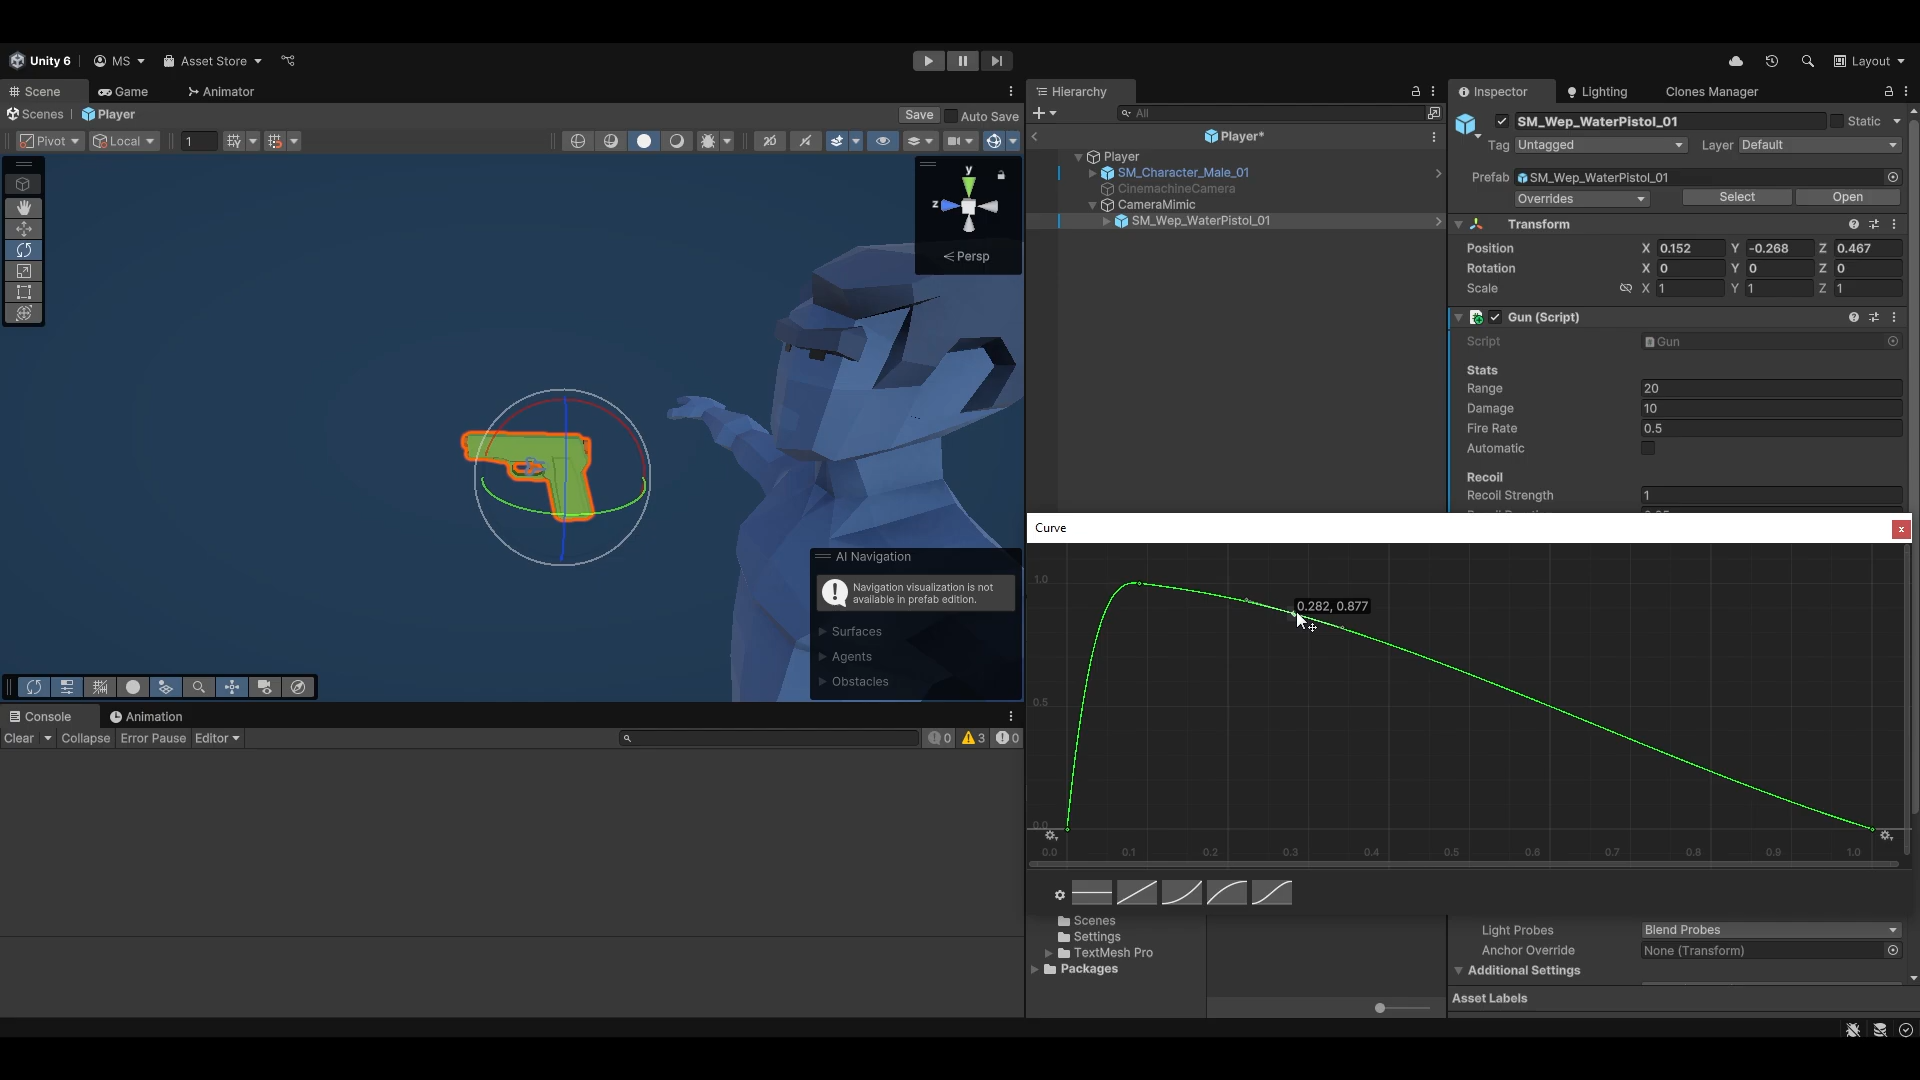 Unity 6
MS
Asset Store
Layout
Scene
Game
Animator
Hierarchy
Inspector
Lighting
Clones Manager
Scenes
Player
Save
Auto Save
All
SM_Wep_WaterPistol_01
Static
Pivot
Local
1
2D
Player*
Tag
Untagged
Layer
Default
Player
SM_Character_Male_01
CinemachineCamera
CameraMimic
SM_Wep_WaterPistol_01
Prefab
SM_Wep_WaterPistol_01
Overrides
Select
Open
y
z
Persp
Transform
Position
X
0.152
Y
-0.268
Z
0.467
Rotation
X
0
Y
0
Z
0
Scale
X
1
Y
1
Z
1
Gun (Script)
Script
Gun
Stats
Range
20
Damage
10
Fire Rate
0.5
Automatic
Recoil
Recoil Strength
1
Curve
x
1.0
0.5
0.0
0.282, 0.877
0.0
0.1
0.2
0.3
0.4
0.5
0.6
0.7
0.8
0.9
1.0
AI Navigation
Navigation visualization is not
available in prefab edition.
Surfaces
Agents
Obstacles
Console
Animation
Clear
Collapse
Error Pause
Editor
0
3
0
Scenes
Settings
TextMesh Pro
Packages
Light Probes
Blend Probes
Anchor Override
None (Transform)
Additional Settings
Asset Labels